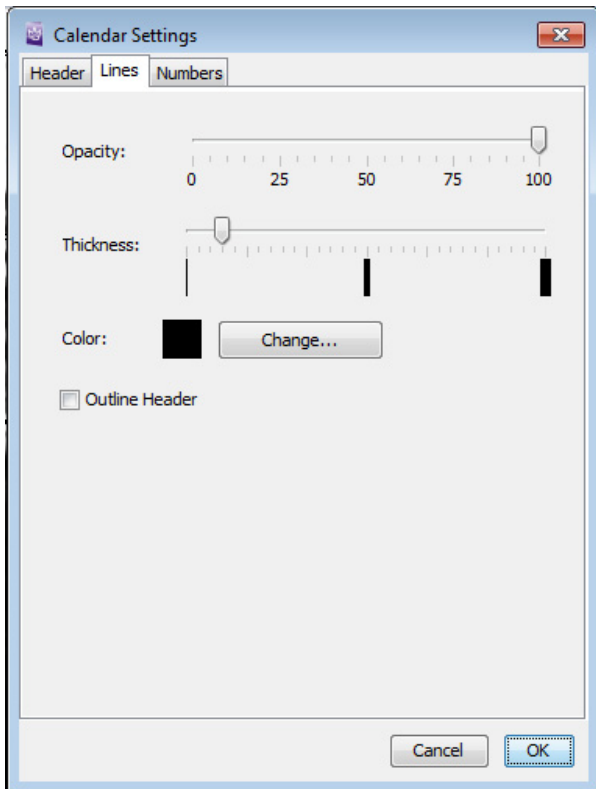 Calendar Settings
Header Lines Numbers
Opacity:
0 25 50 75 100
Thickness:
Color: Change...
Outline Header
Cancel OK